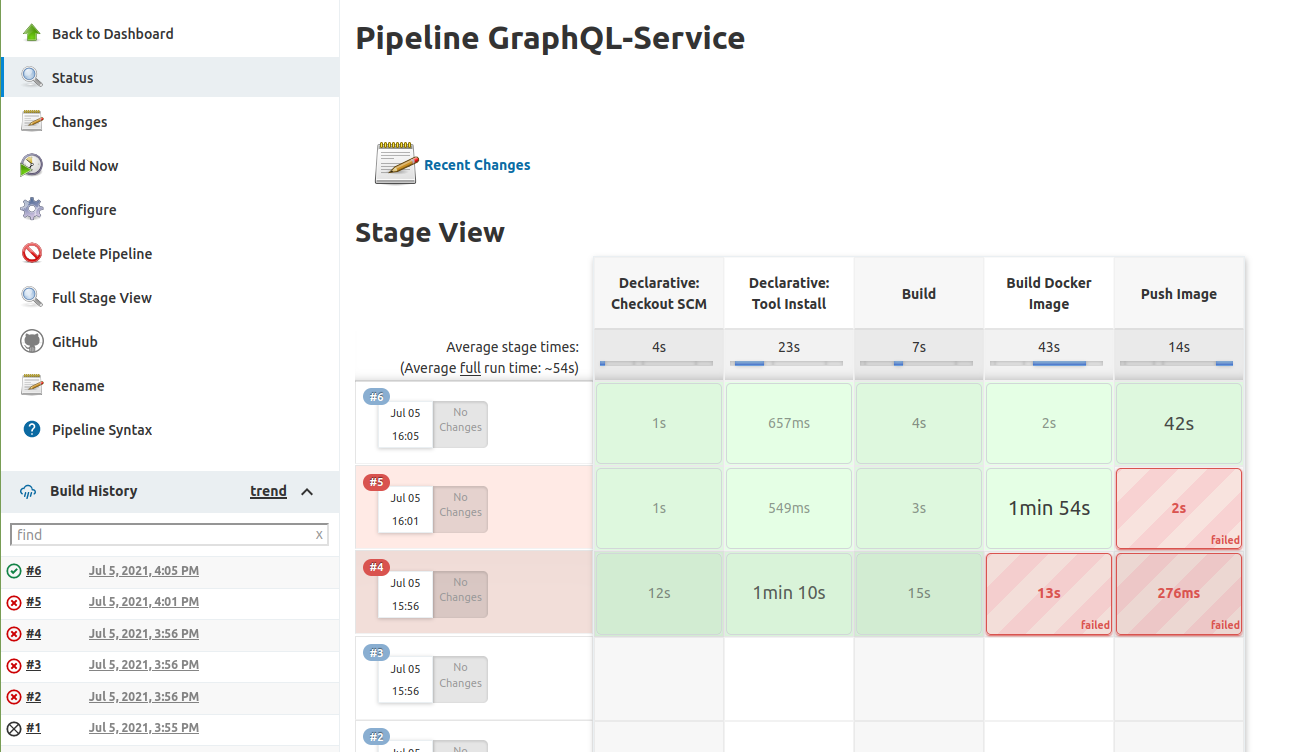 Back to Dashboard
Status
Changes
Build Now
Configure
Delete Pipeline
Full Stage View
GitHub
Rename
Pipeline Syntax
Build History trend
find x
#6 Jul 5, 2021, 4:05 PM
#5 Jul 5, 2021, 4:01 PM
#4 Jul 5, 2021, 3:56 PM
#3 Jul 5, 2021, 3:56 PM
#2 Jul 5, 2021, 3:56 PM
#1 Jul 5, 2021, 3:55 PM
Pipeline GraphQL-Service
Recent Changes
Stage View
Declarative: Declarative: Build Docker
Checkout SCM Tool Install Build Image Push Image
Average stage times: 4s 23s 7s 43s 14s
(Average full run time: ~54s)
#6
Jul 05 No
16:05 Changes
1s 657ms 4s 2s 42s
#5
Jul 05 No
16:01 Changes
1s 549ms 3s 1min 54s 2s
failed
#4
Jul 05 No
15:56 Changes
12s 1min 10s 15s 13s 276ms
failed failed
#3
Jul 05 No
15:56 Changes
#2
Jul 05 No